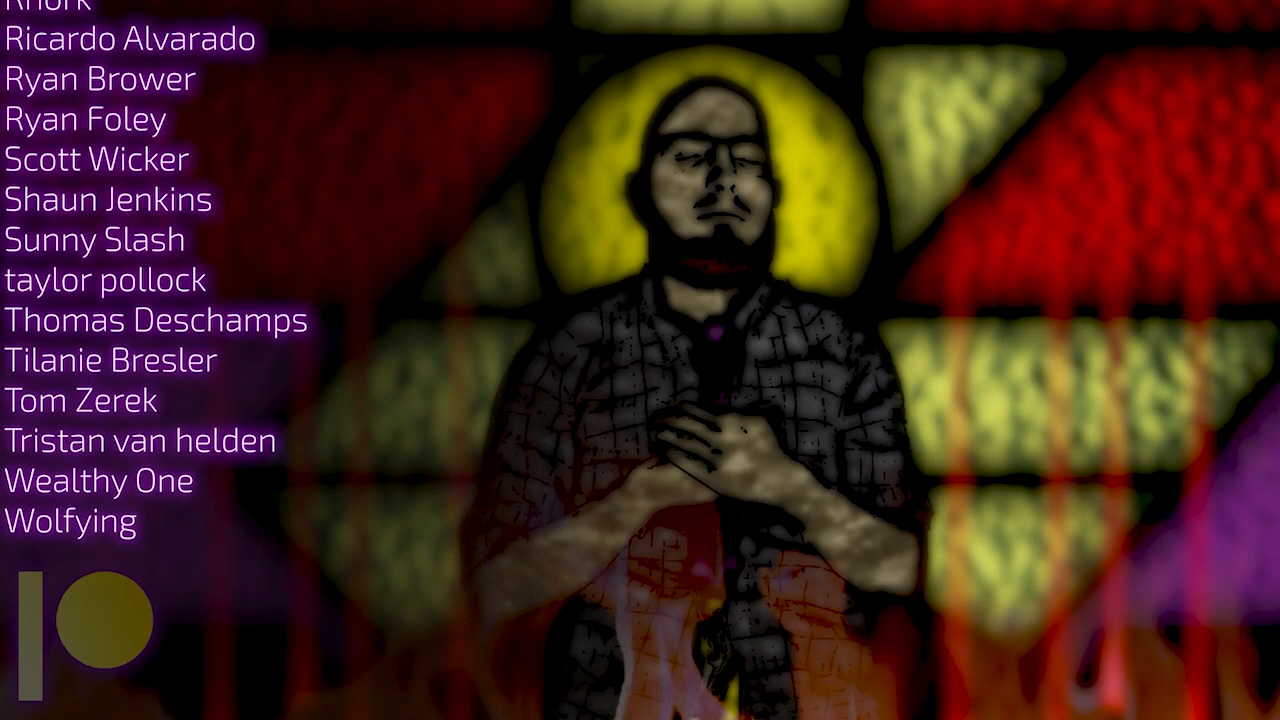 Rhork
Ricardo Alvarado
Ryan Brower
Ryan Foley
Scott Wicker
Shaun Jenkins
Sunny Slash
taylor pollock
Thomas Deschamps
Tilanie Bresler
Tom Zerek
Tristan van helden
Wealthy One
Wolfying